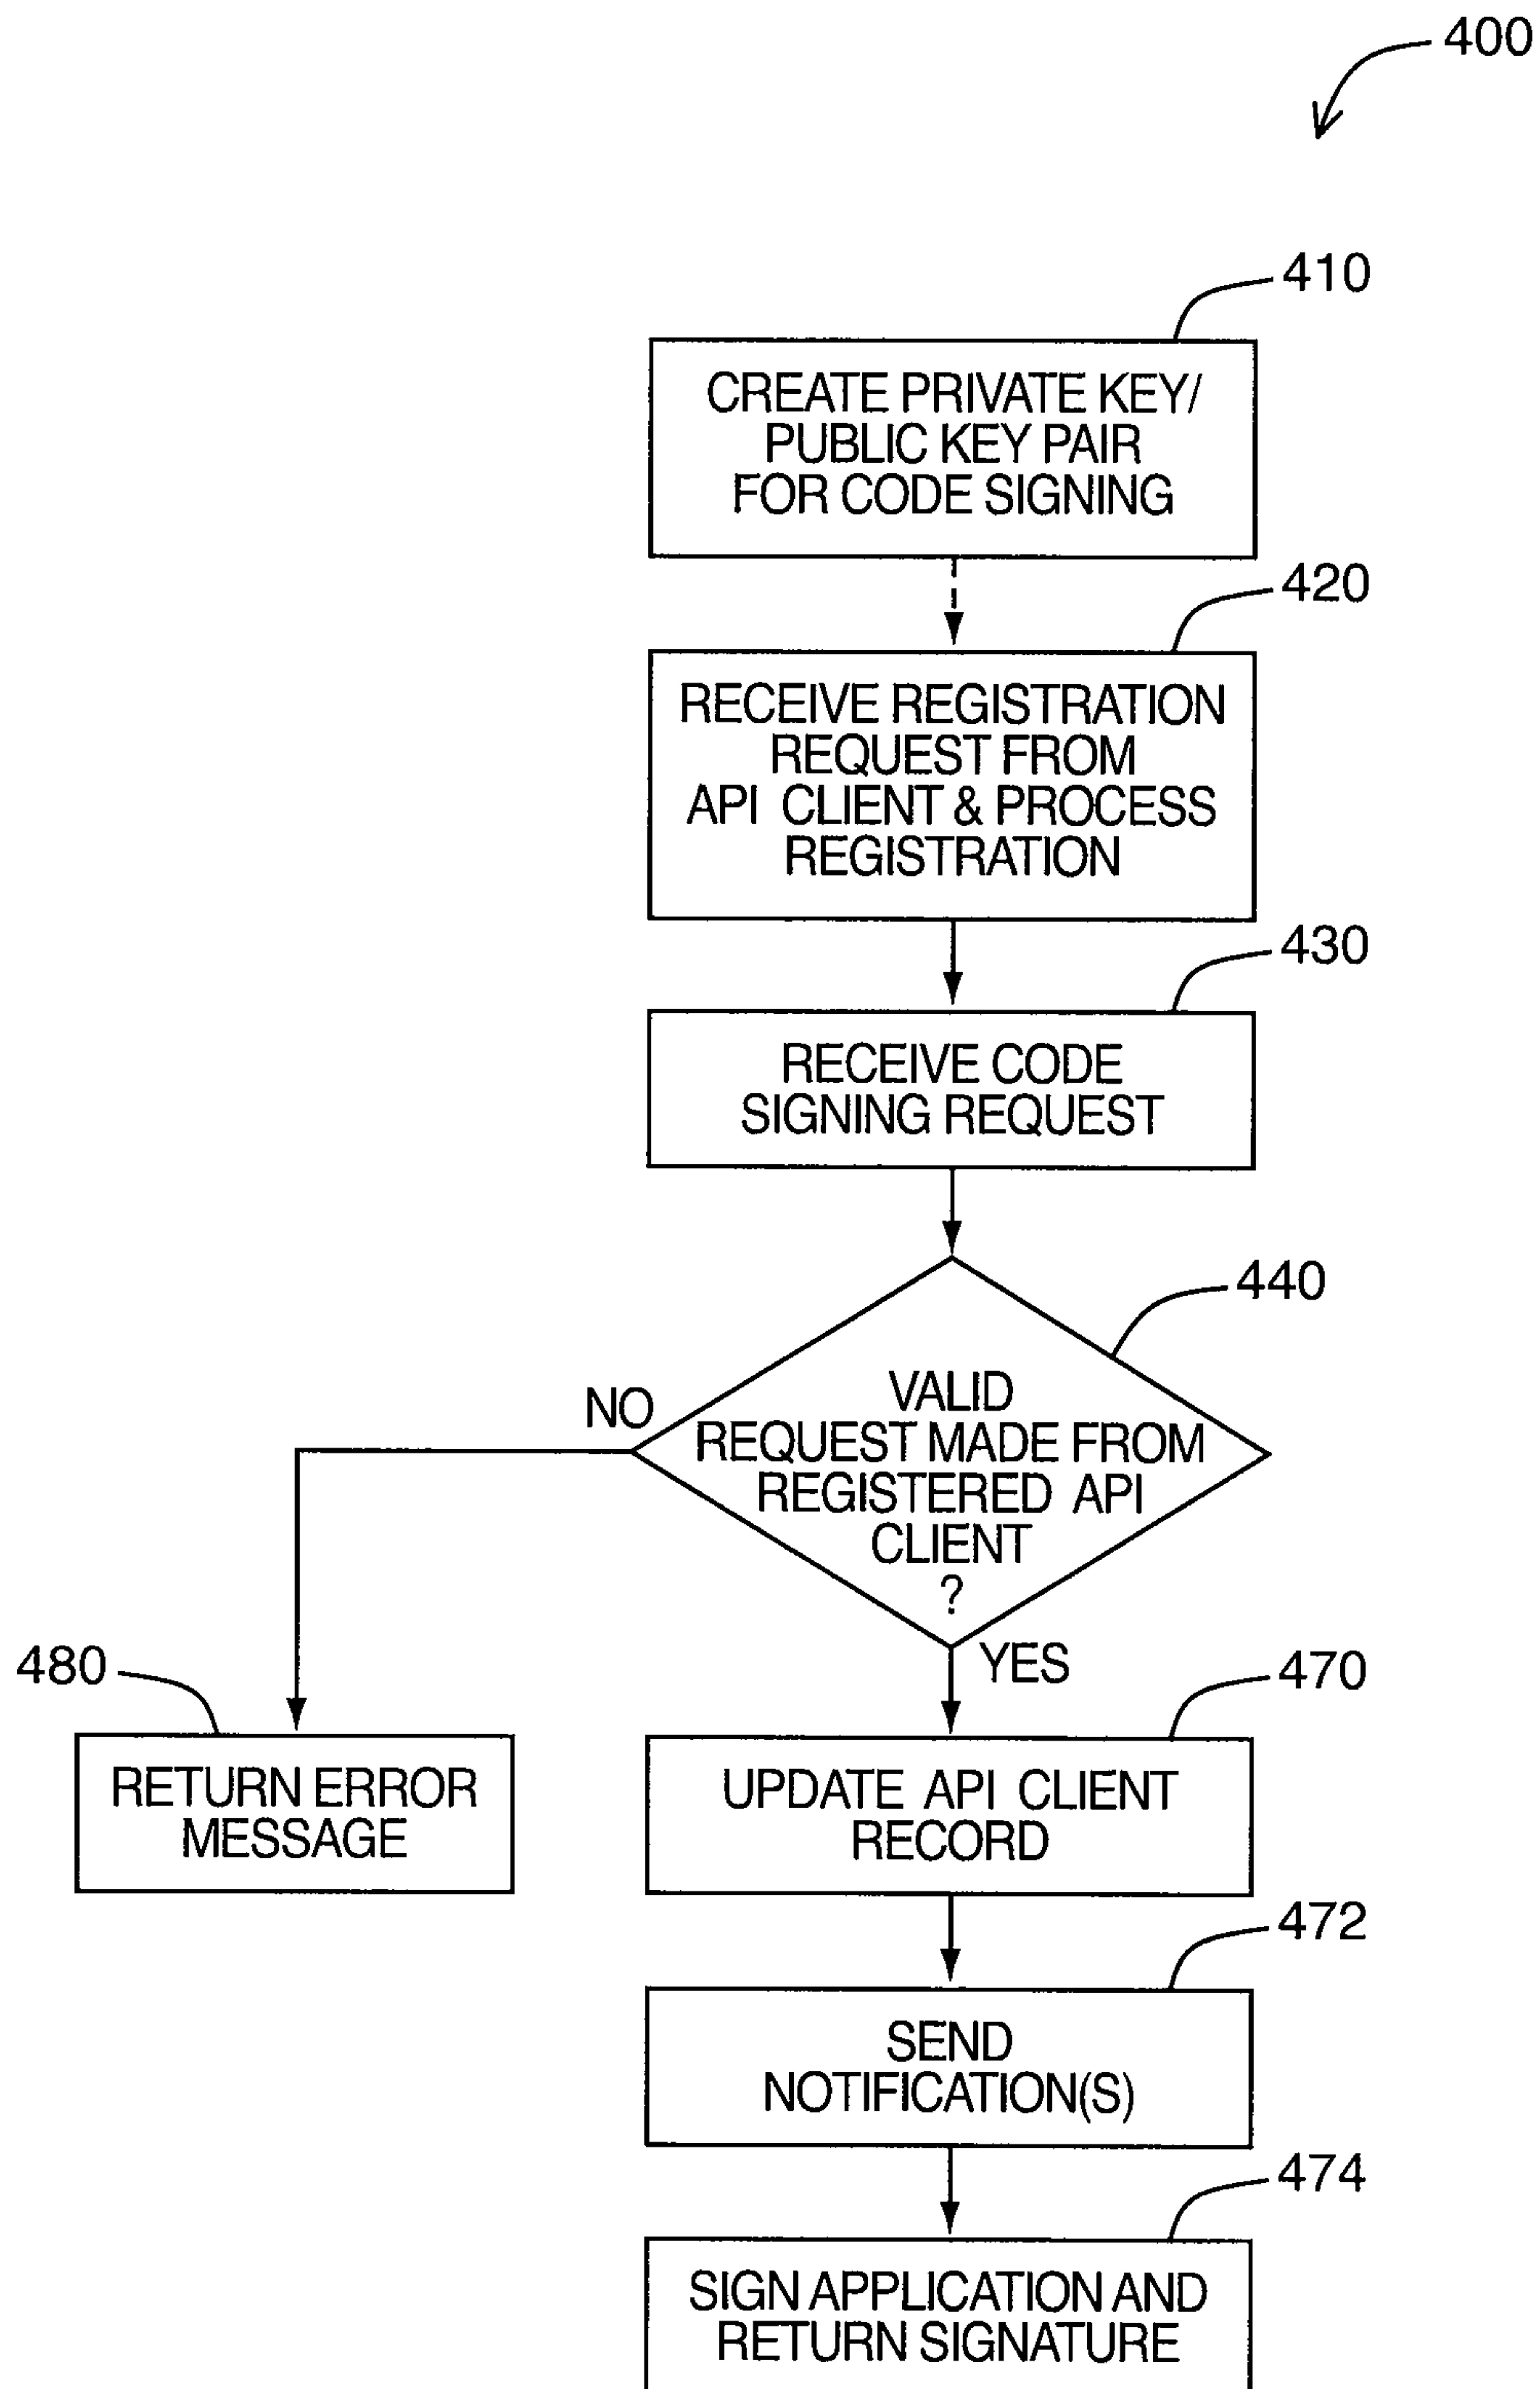 400
410
CREATE PRIVATE KEY/
PUBLIC KEY PAIR
FOR CODE SIGNING
420
RECEIVE REGISTRATION
REQUEST FROM
API CLIENT & PROCESS
REGISTRATION
430
RECEIVE CODE
SIGNING REQUEST
440
NO
VALID
REQUEST MADE FROM
REGISTERED API
CLIENT
?
YES
480
RETURN ERROR
MESSAGE
470
UPDATE API CLIENT
RECORD
472
SEND
NOTIFICATION(S)
474
SIGN APPLICATION AND
RETURN SIGNATURE